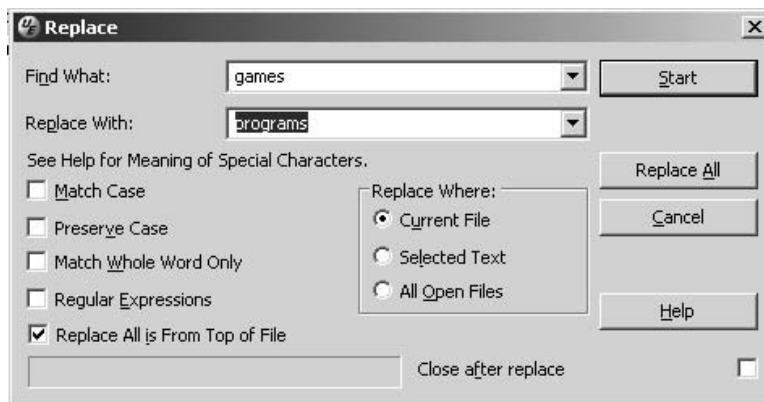 Replace
Find What:
games
Start
Replace With:
programs
See Help for Meaning of Special Characters.
Replace All
Match Case
Replace Where:
Preserve Case
Current File
Cancel
Match Whole Word Only
Selected Text
Regular Expressions
All Open Files
Help
Replace All is From Top of File
Close after replace